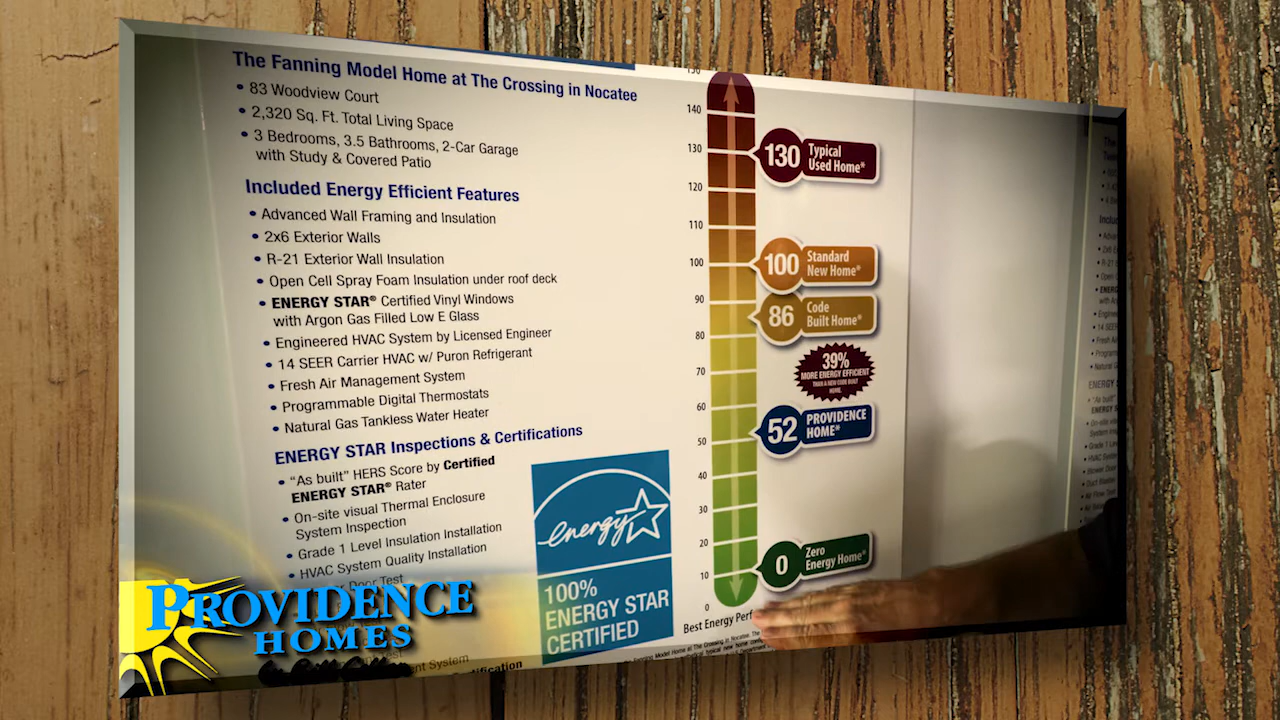 The Fanning Model Home at The Crossing in Nocatee
• 83 Woodview Court
• 2,320 Sq. Ft. Total Living Space
• 3 Bedrooms, 3.5 Bathrooms, 2-Car Garage
with Study & Covered Patio
Included Energy Efficient Features
• Advanced Wall Framing and Insulation
• 2x6 Exterior Walls
• R-21 Exterior Wall Insulation
• Open Cell Spray Foam Insulation under roof deck
• ENERGY STAR® Certified Vinyl Windows
with Argon Gas Filled Low E Glass
• Engineered HVAC System by Licensed Engineer
• 14 SEER Carrier HVAC w/ Puron Refrigerant
• Fresh Air Management System
• Programmable Digital Thermostats
• Natural Gas Tankless Water Heater
ENERGY STAR Inspections & Certifications
• "As built" HERS Score by Certified
ENERGY STAR® Rater
• On-site visual Thermal Enclosure
System Inspection
• Grade 1 Level Insulation Installation
• HVAC System Quality Installation
Door Test
System
energy
100%
ENERGY STAR
CERTIFIED
150
140
130
120
110
100
90
80
70
60
50
40
30
20
10
0
130 Typical
Used Home*
100 Standard
New Home*
86 Code
Built Home*
39%
MORE ENERGY EFFICIENT
THAN A NEW CODE BUILT
HOME.
52 PROVIDENCE
HOME*
0 Zero
Energy Home*
Best Energy
PROVIDENCE
HOMES